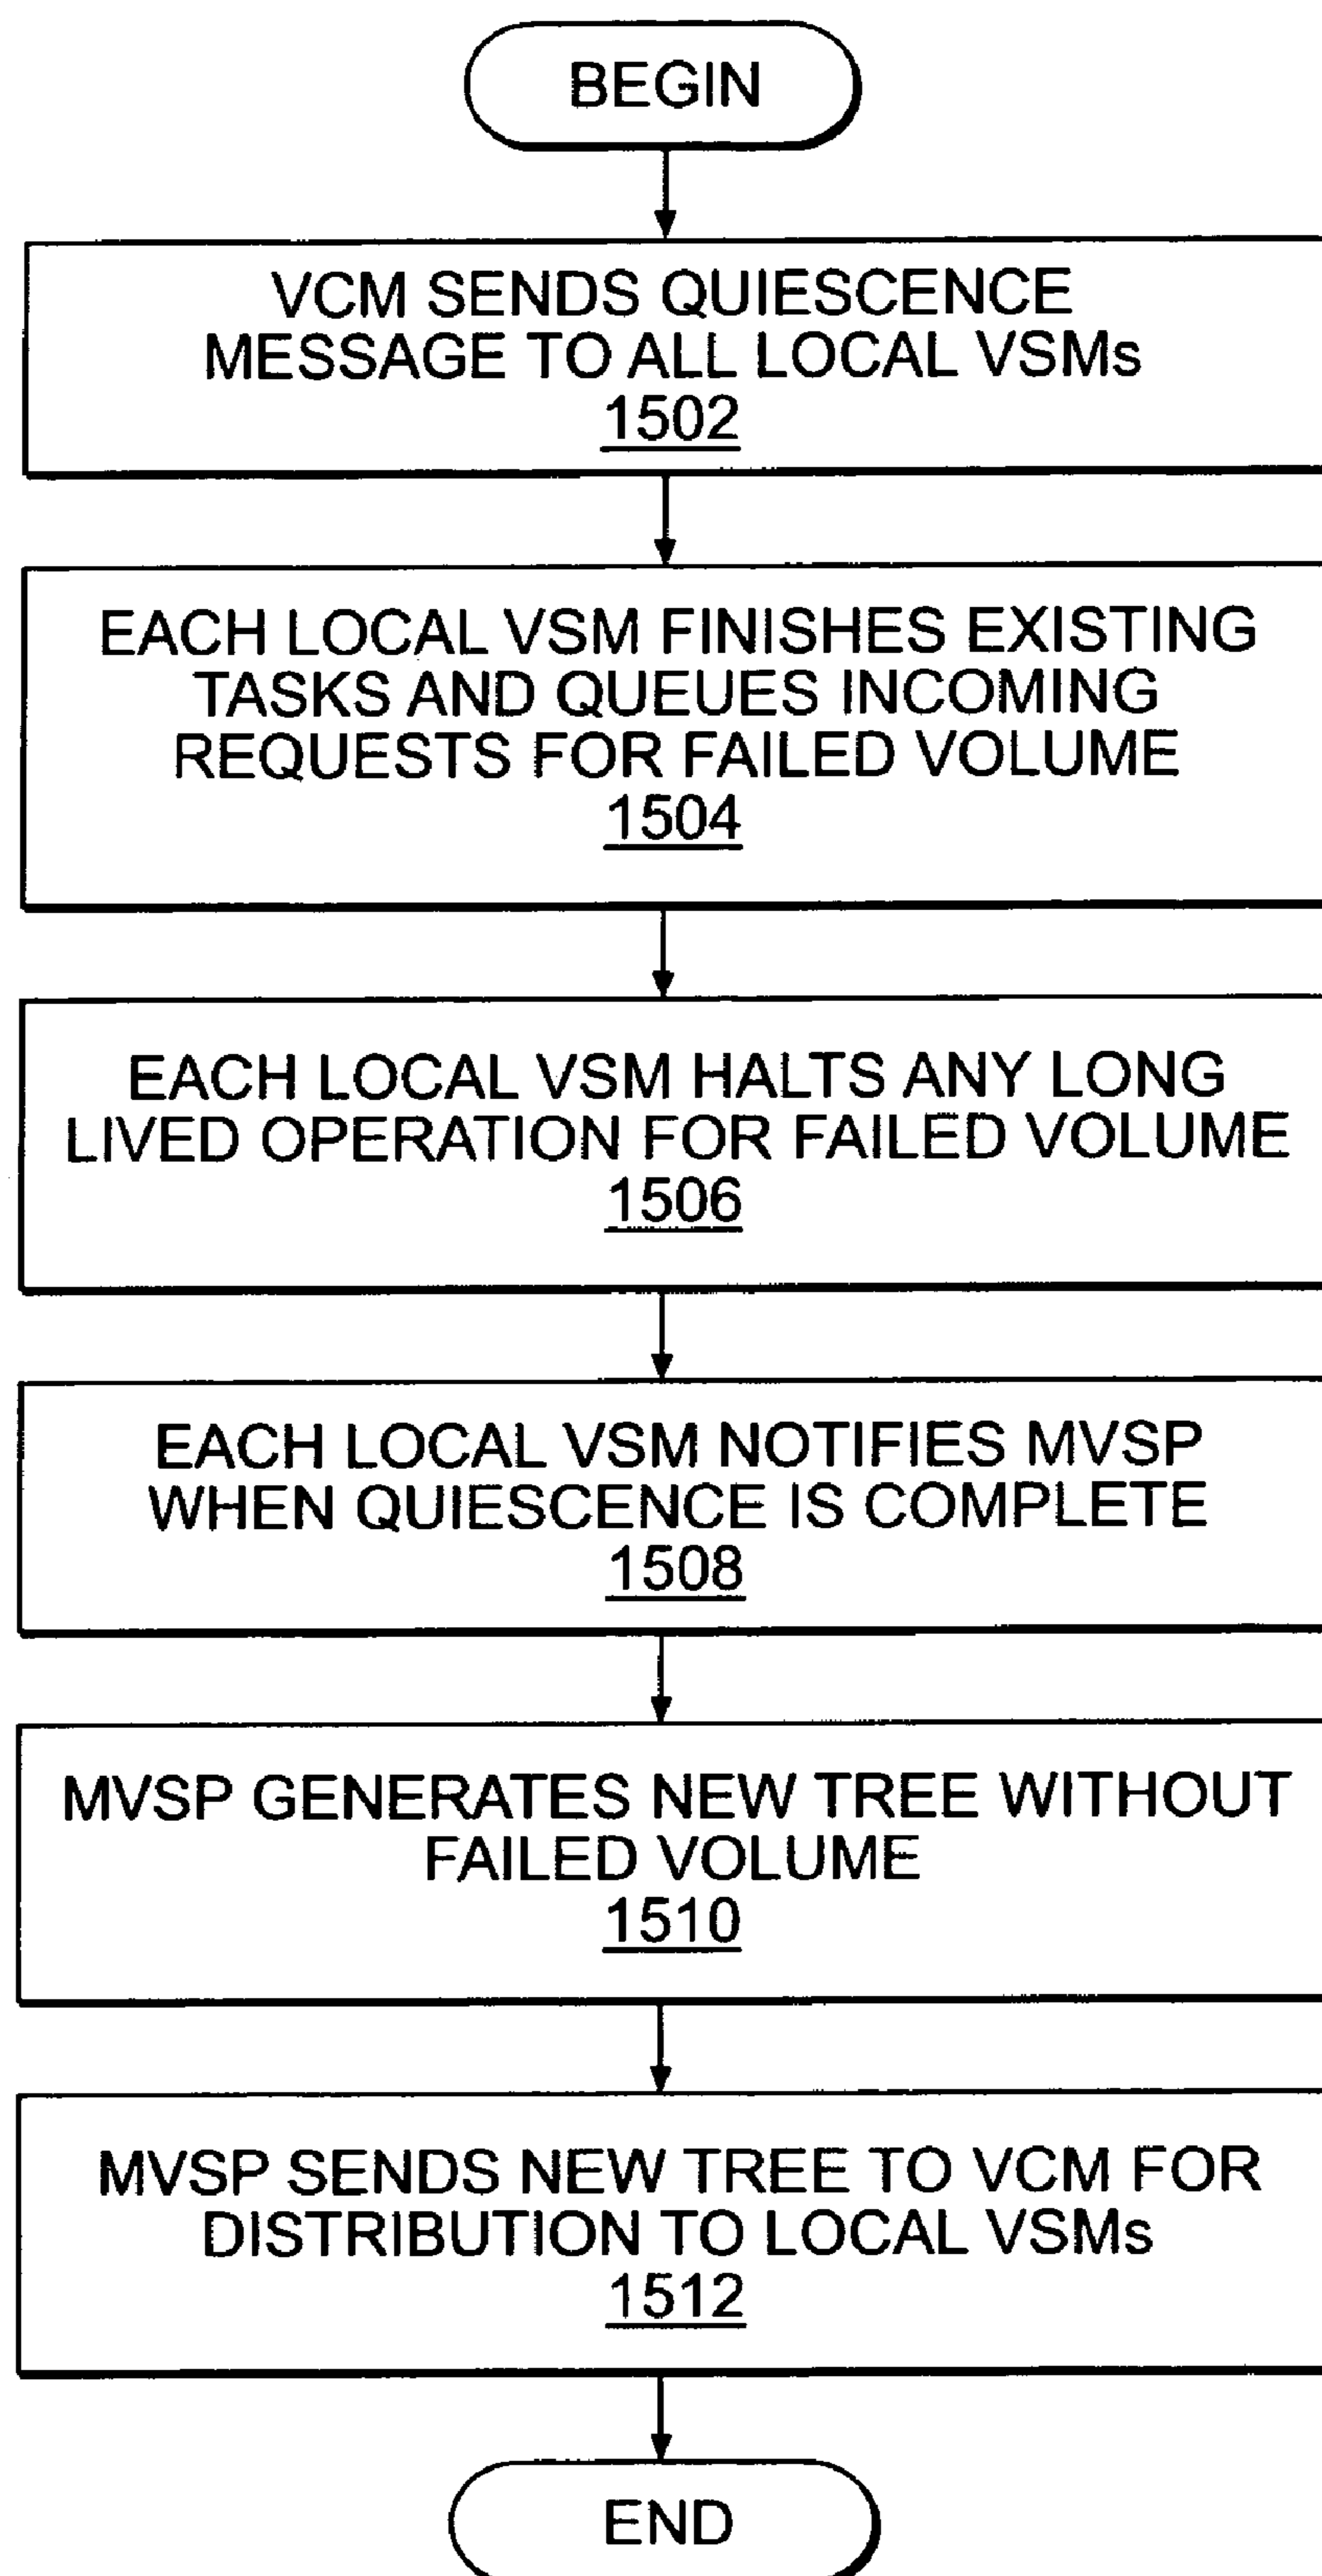 BEGIN
VCM SENDS QUIESCENCE
MESSAGE TO ALL LOCAL VSMs
1502
EACH LOCAL VSM FINISHES EXISTING
TASKS AND QUEUES INCOMING
REQUESTS FOR FAILED VOLUME
1504
EACH LOCAL VSM HALTS ANY LONG
LIVED OPERATION FOR FAILED VOLUME
1506
EACH LOCAL VSM NOTIFIES MVSP
WHEN QUIESCENCE IS COMPLETE
1508
MVSP GENERATES NEW TREE WITHOUT
FAILED VOLUME
1510
MVSP SENDS NEW TREE TO VCM FOR
DISTRIBUTION TO LOCAL VSMs
1512
END